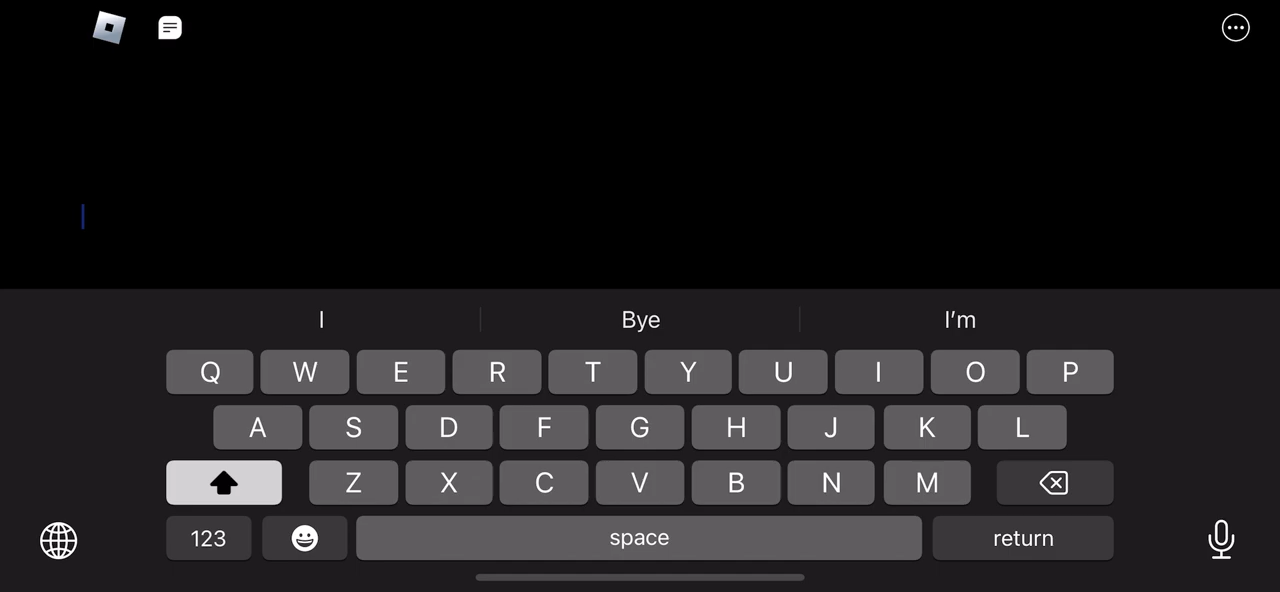 I Bye I’m
Q W E R T Y U I O P
A S D F G H J K L
Z X C V B N M
123 space return